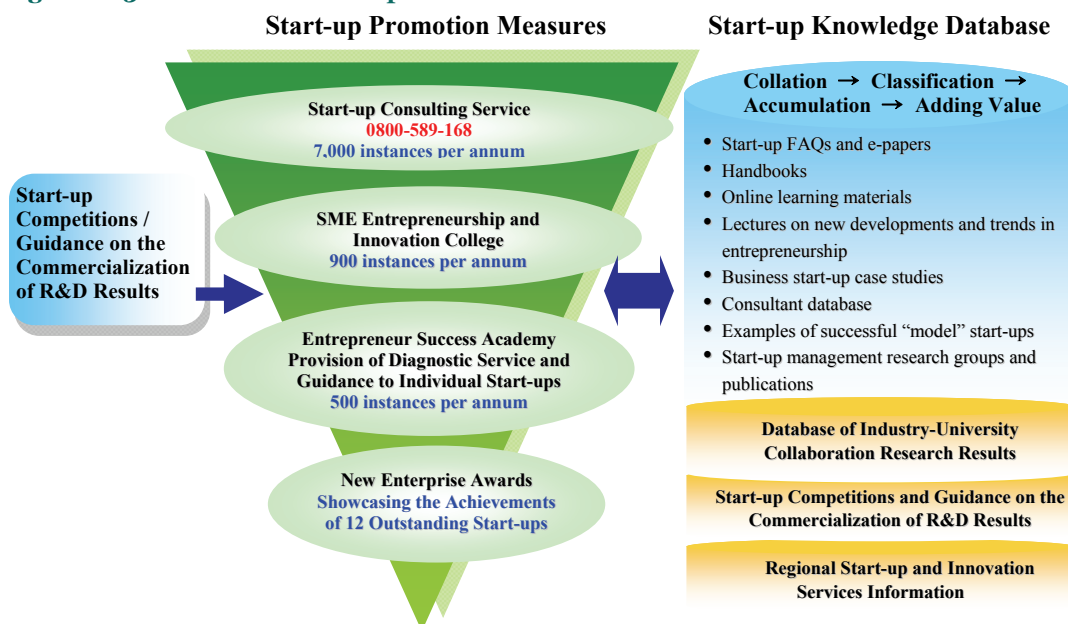 Start-up Promotion Measures
Start-up Knowledge Database
Start-up Consulting Service
0800-589-168
7,000 instances per annum
Start-up
Competitions /
Guidance on the
Commercialization
of R&D Results
SME Entrepreneurship and
Innovation College
900 instances per annum
Entrepreneur Success Academy
Provision of Diagnostic Service and
Guidance to Individual Start-ups
500 instances per annum
New Enterprise Awards
Showcasing the Achievements
of 12 Outstanding Start-ups
Collation → Classification →
Accumulation → Adding Value
• Start-up FAQs and e-papers
• Handbooks
• Online learning materials
• Lectures on new developments and trends in
entrepreneurship
• Business start-up case studies
• Consultant database
• Examples of successful “model” start-ups
• Start-up management research groups and
publications
Database of Industry-University
Collaboration Research Results
Start-up Competitions and Guidance on the
Commercialization of R&D Results
Regional Start-up and Innovation
Services Information